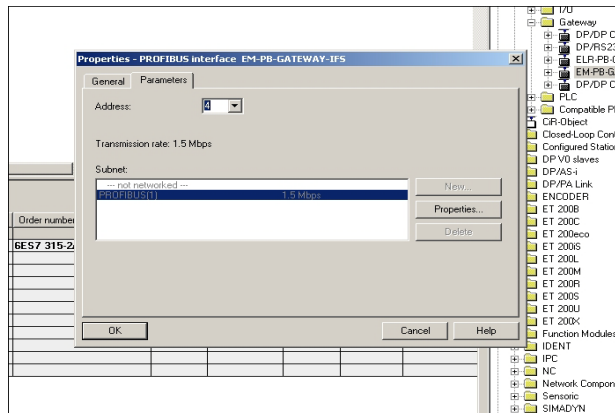 Properties - PROFIBUS interface EM-PB-GATEWAY-IFS
General
Parameters
Address:
4
Transmission rate: 1.5 Mbps
Subnet:
--- not networked ---
PROFIBUS(1) 1.5 Mbps
New...
Properties...
Delete
OK
Cancel
Help
Order number
6ES7 315-2A
I/O
Gateway
DP/DP C
DP/RS23
ELR-PB-G
EM-PB-GA
DP/DP C
PLC
Compatible P
CiR-Object
Closed-Loop Cont
Configured Station
DP V0 slaves
DP/AS-i
DP/PA Link
ENCODER
ET 200B
ET 200C
ET 200eco
ET 200iS
ET 200L
ET 200M
ET 200R
ET 200S
ET 200U
ET 200X
Function Modules
IDENT
IPC
NC
Network Compon
Sensoric
SIMADYN